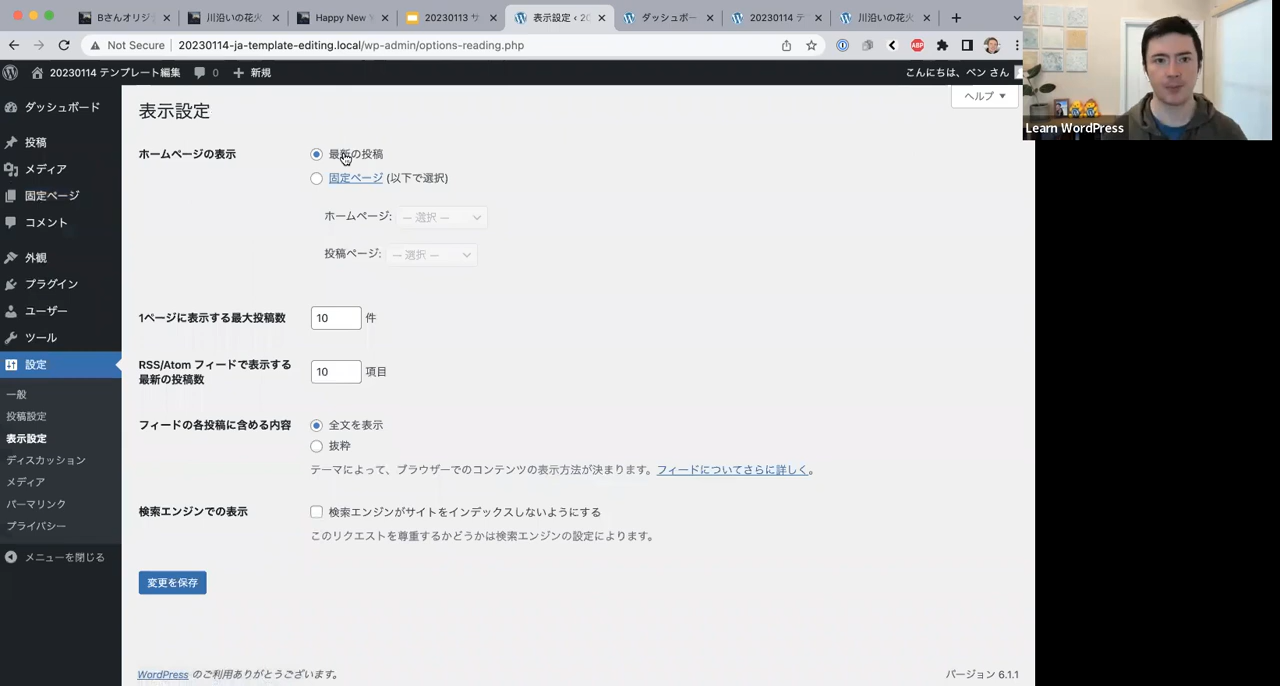 Bさんオリジ
川沿いの花火
Happy New Y
20230113 サ
表示設定 ‹ 20
ダッシュボー
20230114 テ
川沿いの花火
Not Secure
20230114-ja-template-editing.local/wp-admin/options-reading.php
ABP
20230114 テンプレート編集
0
新規
こんにちは、ベン さん
Learn WordPress
ダッシュボード
投稿
メディア
固定ページ
コメント
外観
プラグイン
ユーザー
ツール
設定
一般
投稿設定
表示設定
ディスカッション
メディア
パーマリンク
プライバシー
メニューを閉じる
ヘルプ
表示設定
ホームページの表示
最新の投稿
固定ページ (以下で選択)
ホームページ: — 選択 —
投稿ページ: — 選択 —
1ページに表示する最大投稿数
10 件
RSS/Atom フィードで表示する
最新の投稿数
10 項目
フィードの各投稿に含める内容
全文を表示
抜粋
テーマによって、ブラウザーでのコンテンツの表示方法が決まります。フィードについてさらに詳しく。
検索エンジンでの表示
検索エンジンがサイトをインデックスしないようにする
このリクエストを尊重するかどうかは検索エンジンの設定によります。
変更を保存
WordPress のご利用ありがとうございます。
バージョン 6.1.1